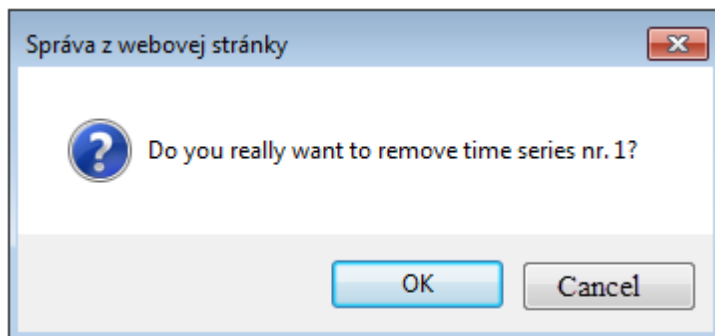 Správa z webovej stránky
Do you really want to remove time series nr. 1?
OK
Cancel